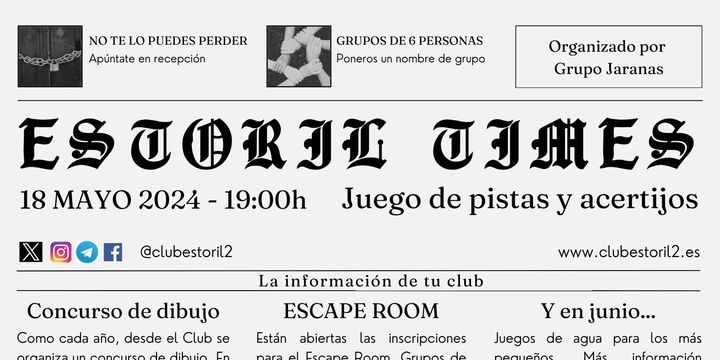 NO TE LO PUEDES PERDER
Apúntate en recepción
GRUPOS DE 6 PERSONAS
Poneros un nombre de grupo
Organizado por
Grupo Jaranas
ESTORIL TIMES
18 MAYO 2024 - 19:00h
Juego de pistas y acertijos
@clubestoril2
www.clubestoril2.es
La información de tu club
Concurso de dibujo
Como cada año, desde el Club se
organiza un concurso de dibujo. En
ESCAPE ROOM
Están abiertas las inscripciones
para el Escape Room. Grupos de
Y en junio...
Juegos de agua para los más
pequeños. Más información